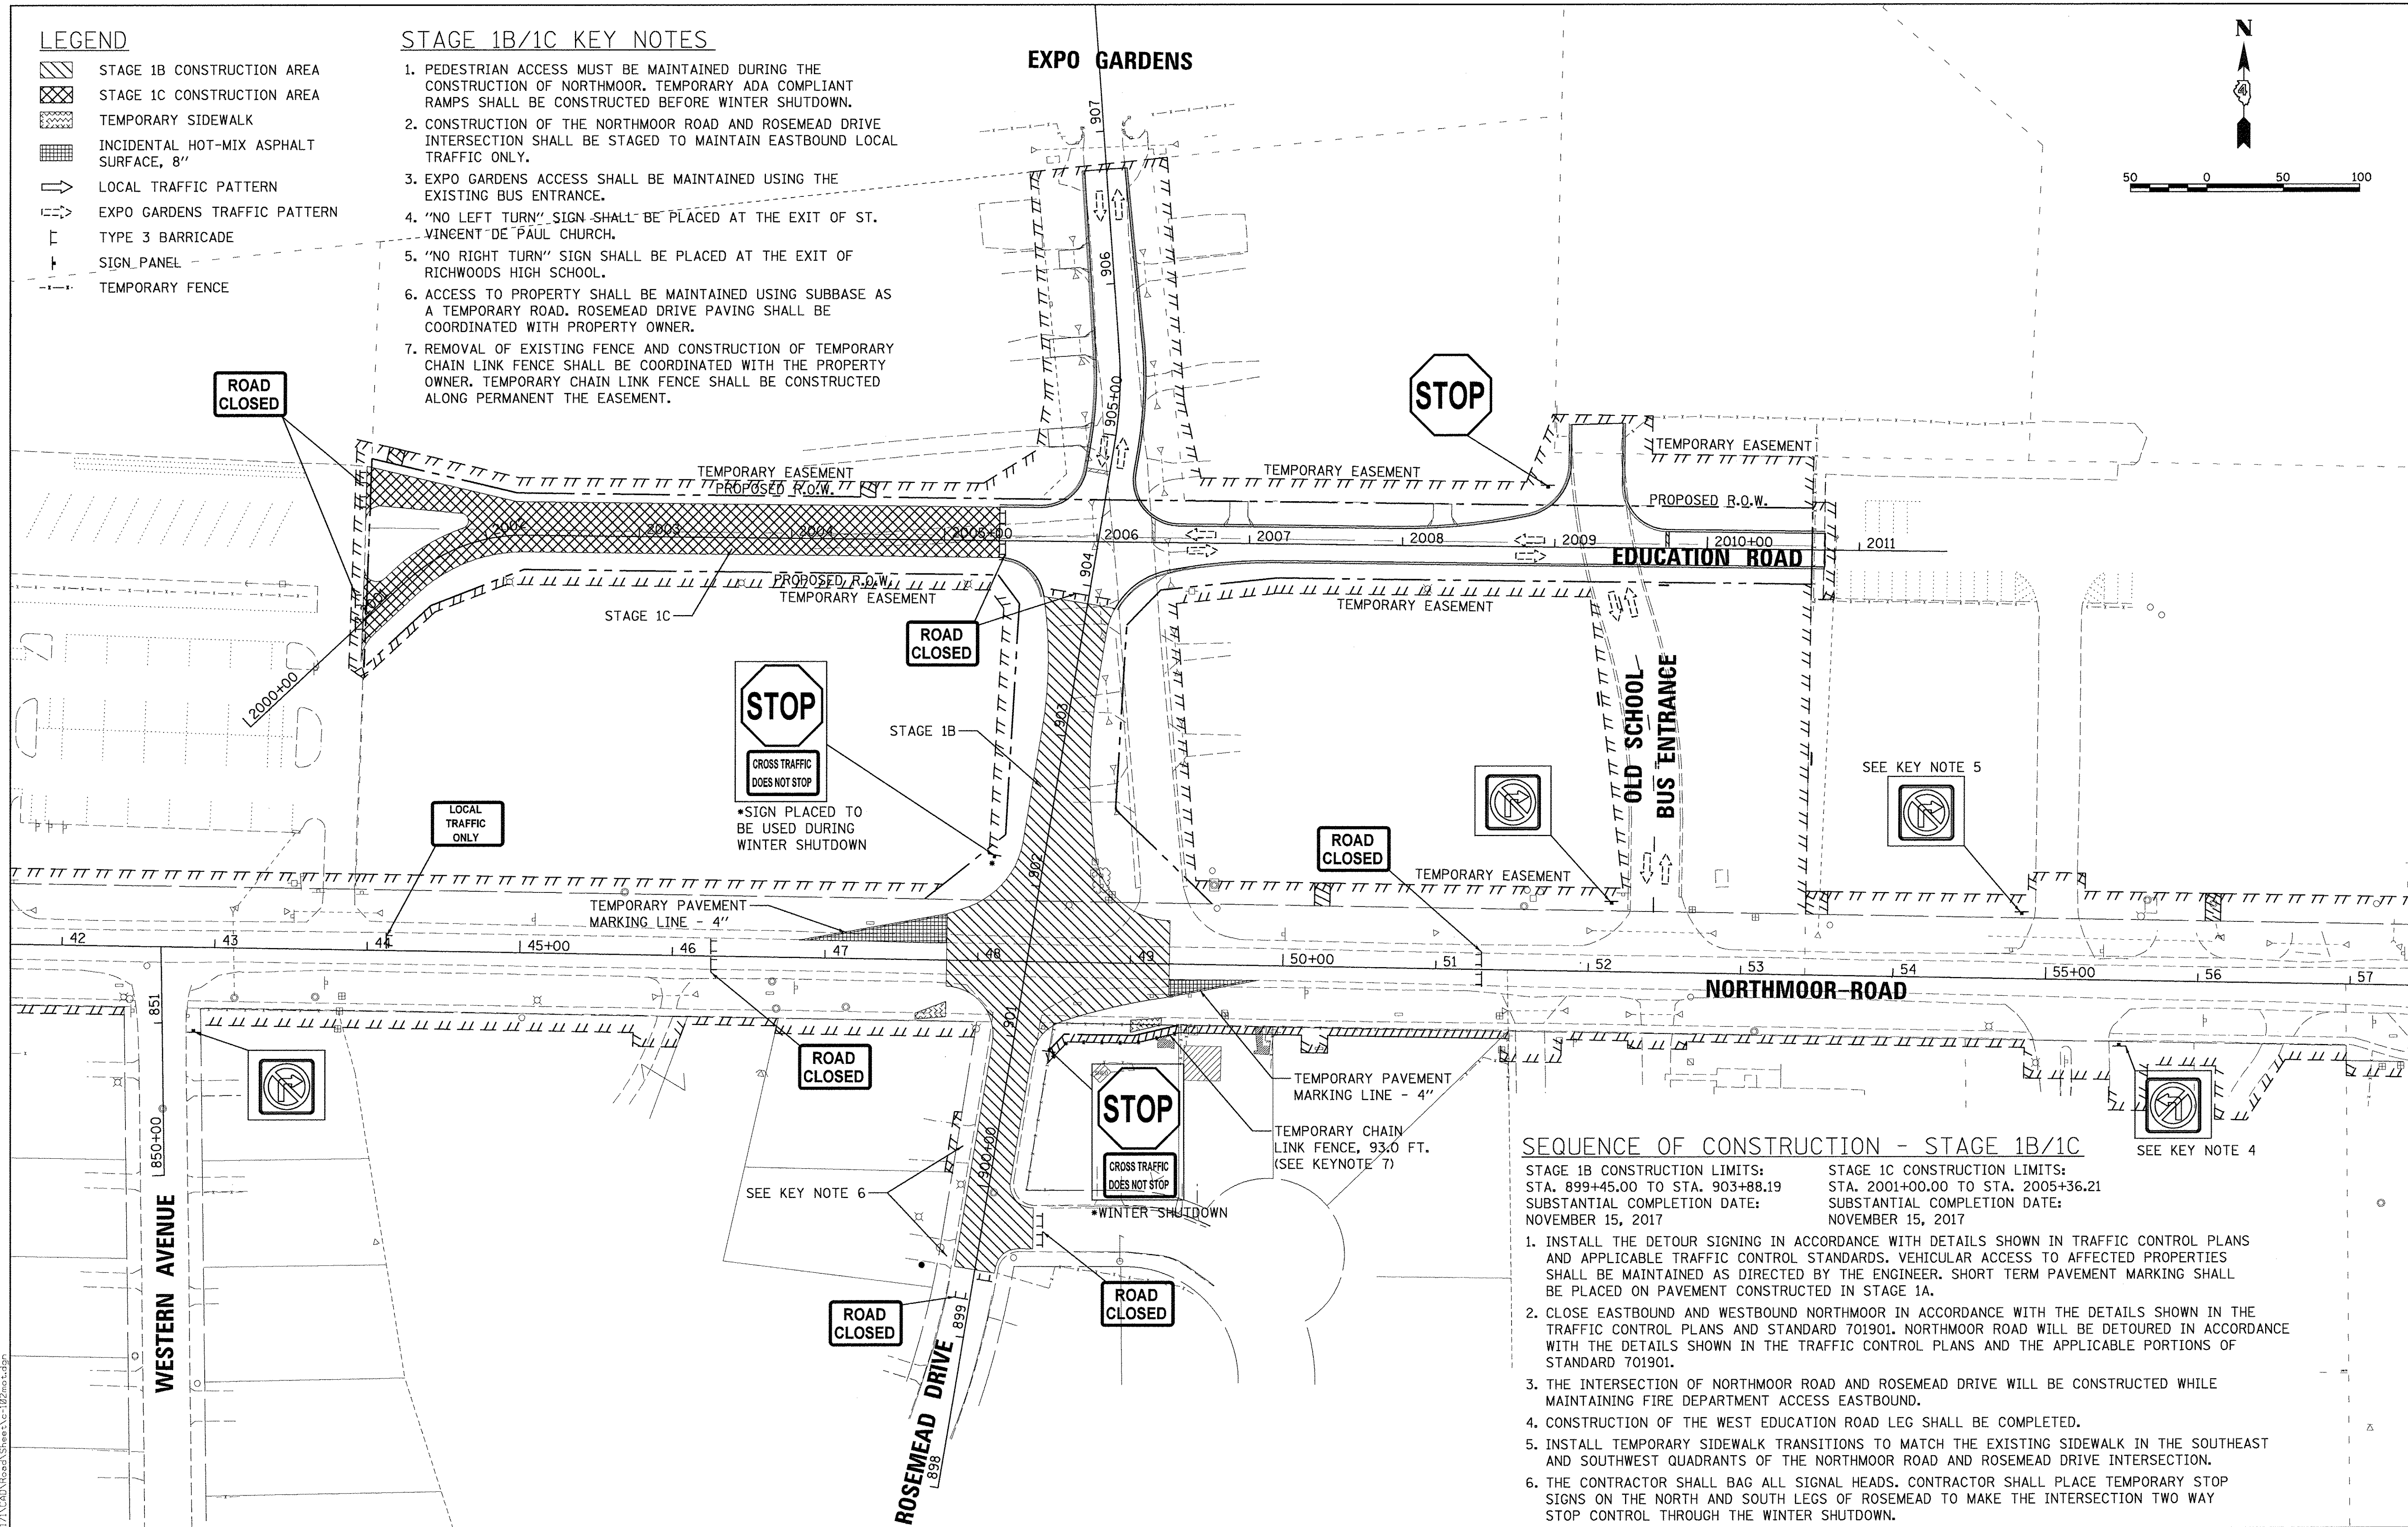 LEGEND
STAGE 1B CONSTRUCTION AREA
STAGE 1C CONSTRUCTION AREA
TEMPORARY SIDEWALK
INCIDENTAL HOT-MIX ASPHALT
SURFACE, 8"
LOCAL TRAFFIC PATTERN
EXPO GARDENS TRAFFIC PATTERN
TYPE 3 BARRICADE
SIGN PANEL
TEMPORARY FENCE
STAGE 1B/1C KEY NOTES
1. PEDESTRIAN ACCESS MUST BE MAINTAINED DURING THE
CONSTRUCTION OF NORTHMOOR. TEMPORARY ADA COMPLIANT
RAMPS SHALL BE CONSTRUCTED BEFORE WINTER SHUTDOWN.
2. CONSTRUCTION OF THE NORTHMOOR ROAD AND ROSEMEAD DRIVE
INTERSECTION SHALL BE STAGED TO MAINTAIN EASTBOUND LOCAL
TRAFFIC ONLY.
3. EXPO GARDENS ACCESS SHALL BE MAINTAINED USING THE
EXISTING BUS ENTRANCE.
4. "NO LEFT TURN" SIGN SHALL BE PLACED AT THE EXIT OF ST.
VINCENT DE PAUL CHURCH.
5. "NO RIGHT TURN" SIGN SHALL BE PLACED AT THE EXIT OF
RICHWOODS HIGH SCHOOL.
6. ACCESS TO PROPERTY SHALL BE MAINTAINED USING SUBBASE AS
A TEMPORARY ROAD. ROSEMEAD DRIVE PAVING SHALL BE
COORDINATED WITH PROPERTY OWNER.
7. REMOVAL OF EXISTING FENCE AND CONSTRUCTION OF TEMPORARY
CHAIN LINK FENCE SHALL BE COORDINATED WITH THE PROPERTY
OWNER. TEMPORARY CHAIN LINK FENCE SHALL BE CONSTRUCTED
ALONG PERMANENT THE EASEMENT.
EXPO GARDENS
N
4
50 0 50 100
907
906
905+00
904
903
902
901
900+00
899
898
ROAD
CLOSED
STOP
TEMPORARY EASEMENT
PROPOSED R.O.W.
TEMPORARY EASEMENT
TEMPORARY EASEMENT
PROPOSED R.O.W.
2000+00
2002
2003
2004
2005+00
2006
2007
2008
2009
2010+00
2011
EDUCATION ROAD
PROPOSED R.O.W.
TEMPORARY EASEMENT
TEMPORARY EASEMENT
STAGE 1C
ROAD
CLOSED
STOP
CROSS TRAFFIC
DOES NOT STOP
*SIGN PLACED TO
BE USED DURING
WINTER SHUTDOWN
*
STAGE 1B
OLD SCHOOL
BUS ENTRANCE
SEE KEY NOTE 5
LOCAL
TRAFFIC
ONLY
ROAD
CLOSED
TEMPORARY EASEMENT
TEMPORARY PAVEMENT
MARKING LINE - 4"
42
43
44
45+00
46
47
48
49
50+00
51
52
53
54
55+00
56
57
NORTHMOOR ROAD
851
850+00
WESTERN AVENUE
ROAD
CLOSED
STOP
CROSS TRAFFIC
DOES NOT STOP
*WINTER SHUTDOWN
TEMPORARY PAVEMENT
MARKING LINE - 4"
TEMPORARY CHAIN
LINK FENCE, 93.0 FT.
(SEE KEYNOTE 7)
SEE KEY NOTE 6
SEE KEY NOTE 4
ROAD
CLOSED
ROAD
CLOSED
ROSEMEAD DRIVE
SEQUENCE OF CONSTRUCTION - STAGE 1B/1C
STAGE 1B CONSTRUCTION LIMITS:
STA. 899+45.00 TO STA. 903+88.19
SUBSTANTIAL COMPLETION DATE:
NOVEMBER 15, 2017
STAGE 1C CONSTRUCTION LIMITS:
STA. 2001+00.00 TO STA. 2005+36.21
SUBSTANTIAL COMPLETION DATE:
NOVEMBER 15, 2017
1. INSTALL THE DETOUR SIGNING IN ACCORDANCE WITH DETAILS SHOWN IN TRAFFIC CONTROL PLANS
AND APPLICABLE TRAFFIC CONTROL STANDARDS. VEHICULAR ACCESS TO AFFECTED PROPERTIES
SHALL BE MAINTAINED AS DIRECTED BY THE ENGINEER. SHORT TERM PAVEMENT MARKING SHALL
BE PLACED ON PAVEMENT CONSTRUCTED IN STAGE 1A.
2. CLOSE EASTBOUND AND WESTBOUND NORTHMOOR IN ACCORDANCE WITH THE DETAILS SHOWN IN THE
TRAFFIC CONTROL PLANS AND STANDARD 701901. NORTHMOOR ROAD WILL BE DETOURED IN ACCORDANCE
WITH THE DETAILS SHOWN IN THE TRAFFIC CONTROL PLANS AND THE APPLICABLE PORTIONS OF
STANDARD 701901.
3. THE INTERSECTION OF NORTHMOOR ROAD AND ROSEMEAD DRIVE WILL BE CONSTRUCTED WHILE
MAINTAINING FIRE DEPARTMENT ACCESS EASTBOUND.
4. CONSTRUCTION OF THE WEST EDUCATION ROAD LEG SHALL BE COMPLETED.
5. INSTALL TEMPORARY SIDEWALK TRANSITIONS TO MATCH THE EXISTING SIDEWALK IN THE SOUTHEAST
AND SOUTHWEST QUADRANTS OF THE NORTHMOOR ROAD AND ROSEMEAD DRIVE INTERSECTION.
6. THE CONTRACTOR SHALL BAG ALL SIGNAL HEADS. CONTRACTOR SHALL PLACE TEMPORARY STOP
SIGNS ON THE NORTH AND SOUTH LEGS OF ROSEMEAD TO MAKE THE INTERSECTION TWO WAY
STOP CONTROL THROUGH THE WINTER SHUTDOWN.